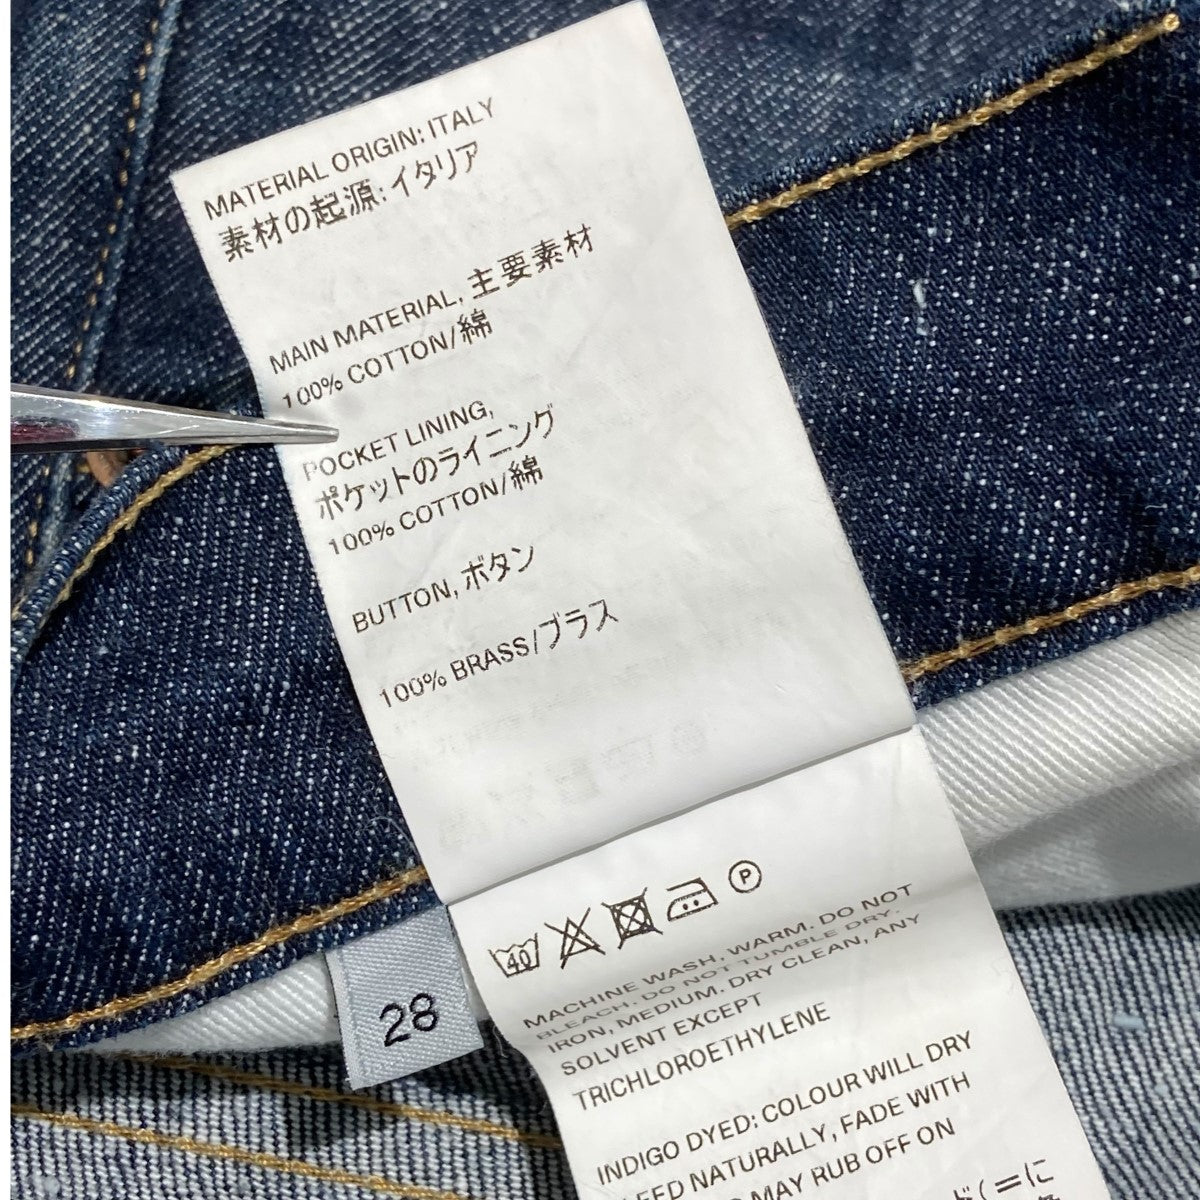 MATERIAL ORIGIN: ITALY
素材の起源: イタリア
MAIN MATERIAL, 主要素材
100% COTTON/綿
POCKET LINING,
ポケットのライニング
100% COTTON/綿
BUTTON, ボタン
100% BRASS/ブラス
40
P
MACHINE WASH, WARM. DO NOT
BLEACH. DO NOT TUMBLE DRY.
IRON, MEDIUM. DRY CLEAN, ANY
SOLVENT EXCEPT
TRICHLOROETHYLENE
INDIGO DYED: COLOUR WILL DRY
NATURALLY, FADE WITH
MAY RUB OFF ON
28